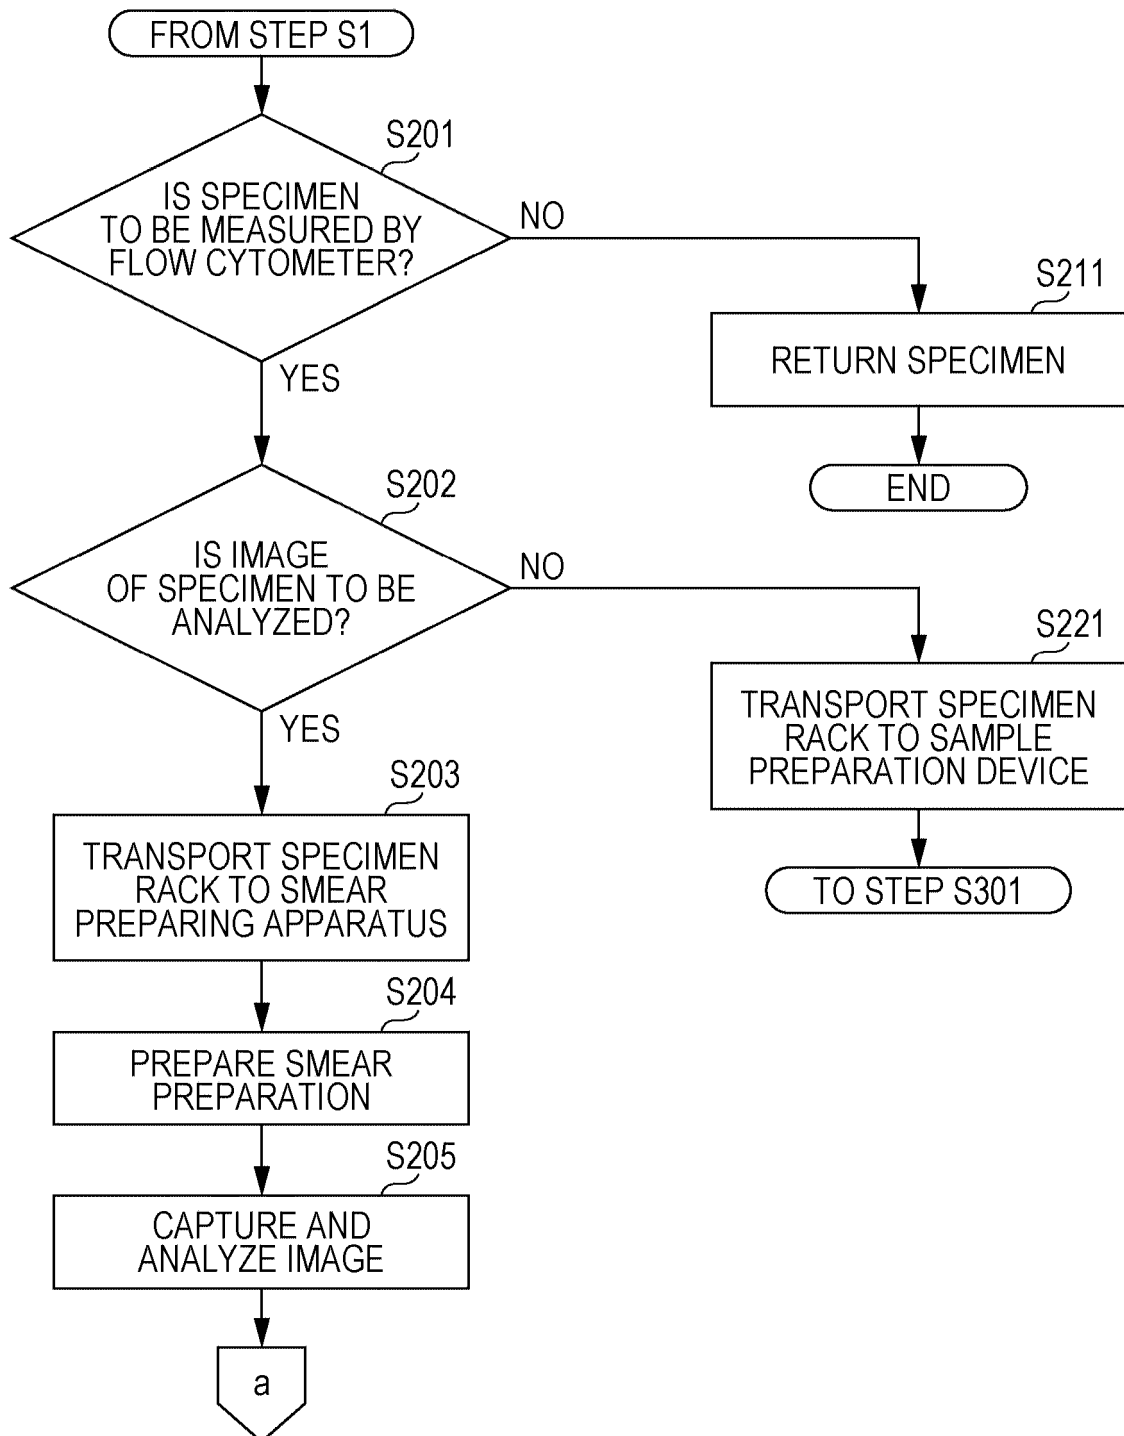 FROM STEP S1
S201
IS SPECIMEN
TO BE MEASURED BY
FLOW CYTOMETER?
NO
YES
S211
RETURN SPECIMEN
END
S202
IS IMAGE
OF SPECIMEN TO BE
ANALYZED?
NO
YES
S221
TRANSPORT SPECIMEN
RACK TO SAMPLE
PREPARATION DEVICE
TO STEP S301
S203
TRANSPORT SPECIMEN
RACK TO SMEAR
PREPARING APPARATUS
S204
PREPARE SMEAR
PREPARATION
S205
CAPTURE AND
ANALYZE IMAGE
a